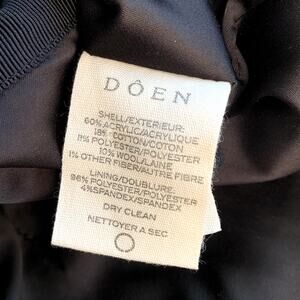 DÔEN
SHELL/EXTERIEUR:
60% ACRYLIC/ACRYLIQUE
18% COTTON/COTON
11% POLYESTER/POLYESTER
10% WOOL/LAINE
1% OTHER FIBER/AUTRE FIBRE
LINING/DOUBLURE:
96% POLYESTER/POLYESTER
4%SPANDEX/SPANDEX
DRY CLEAN
NETTOYER A SEC